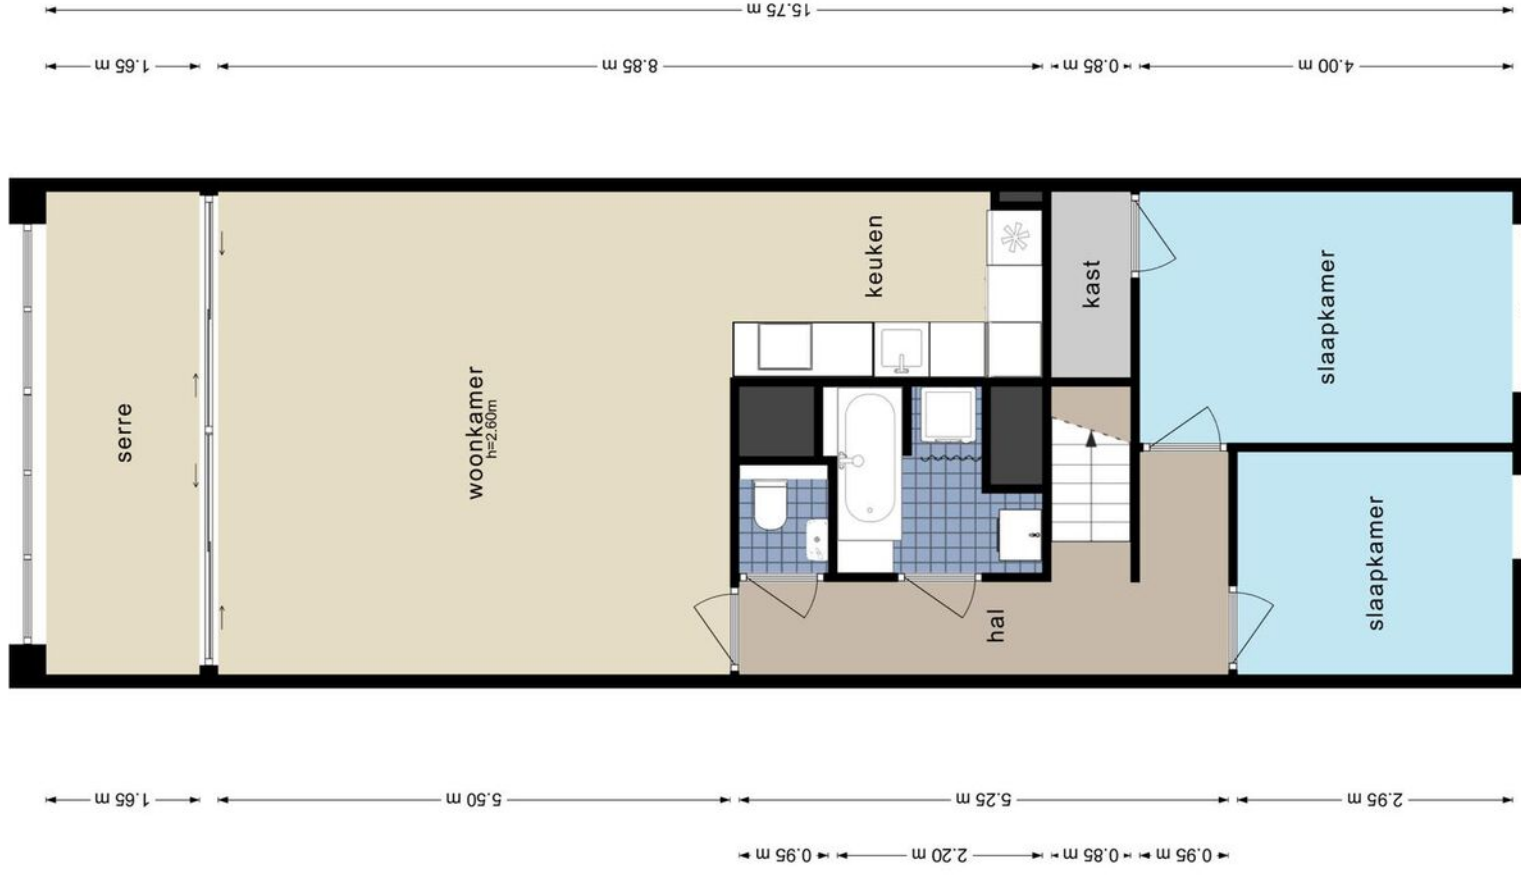 15.75 m
1.65 m
8.85 m
0.85 m
4.00 m
keuken
kast
slaapkamer
serre
woonkamer
h=2.60m
slaapkamer
hal
1.65 m
5.50 m
5.25 m
2.95 m
0.95 m
2.20 m
0.85 m
0.95 m